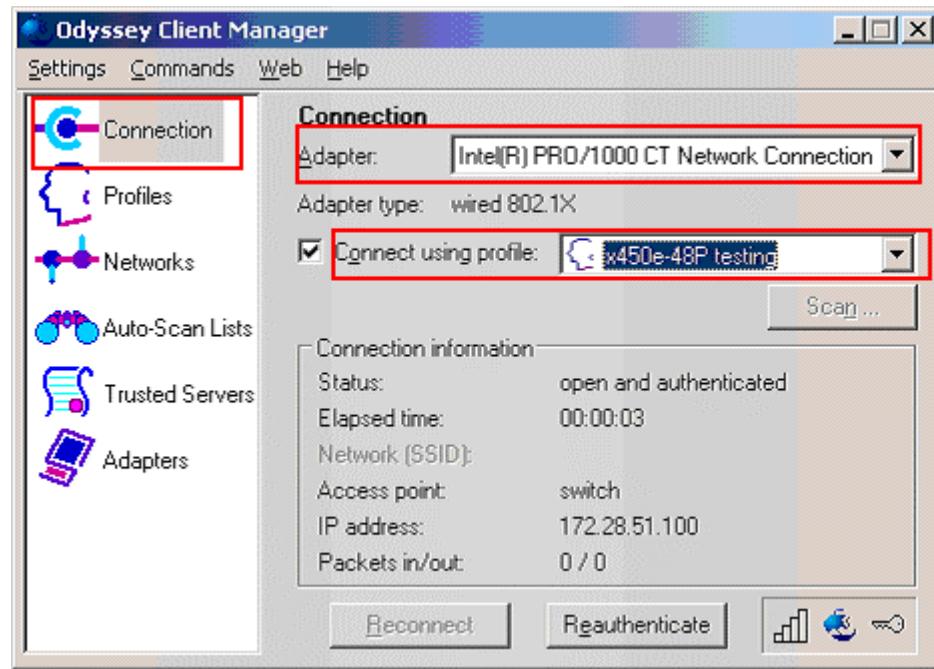 Odyssey Client Manager
Settings Commands Web Help
Connection
Profiles
Networks
Auto-Scan Lists
Trusted Servers
Adapters
Connection
Adapter: Intel(R) PRO/1000 CT Network Connection
Adapter type: wired 802.1X
Connect using profile: x450e-48P testing
Scan ...
Connection information
Status: open and authenticated
Elapsed time: 00:00:03
Network (SSID):
Access point: switch
IP address: 172.28.51.100
Packets in/out: 0 / 0
Reconnect Reauthenticate